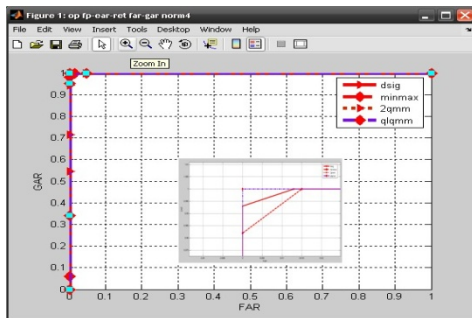 Figure 1: op fp-ear-ret far-gar norm4
File Edit View Insert Tools Desktop Window Help
Zoom In
1
0.9
0.8
0.7
0.6
0.5
0.4
0.3
0.2
0.1
0
GAR
dsig
minmax
2qmm
qlqmm
0 0.1 0.2 0.3 0.4 0.5 0.6 0.7 0.8 0.9 1
FAR